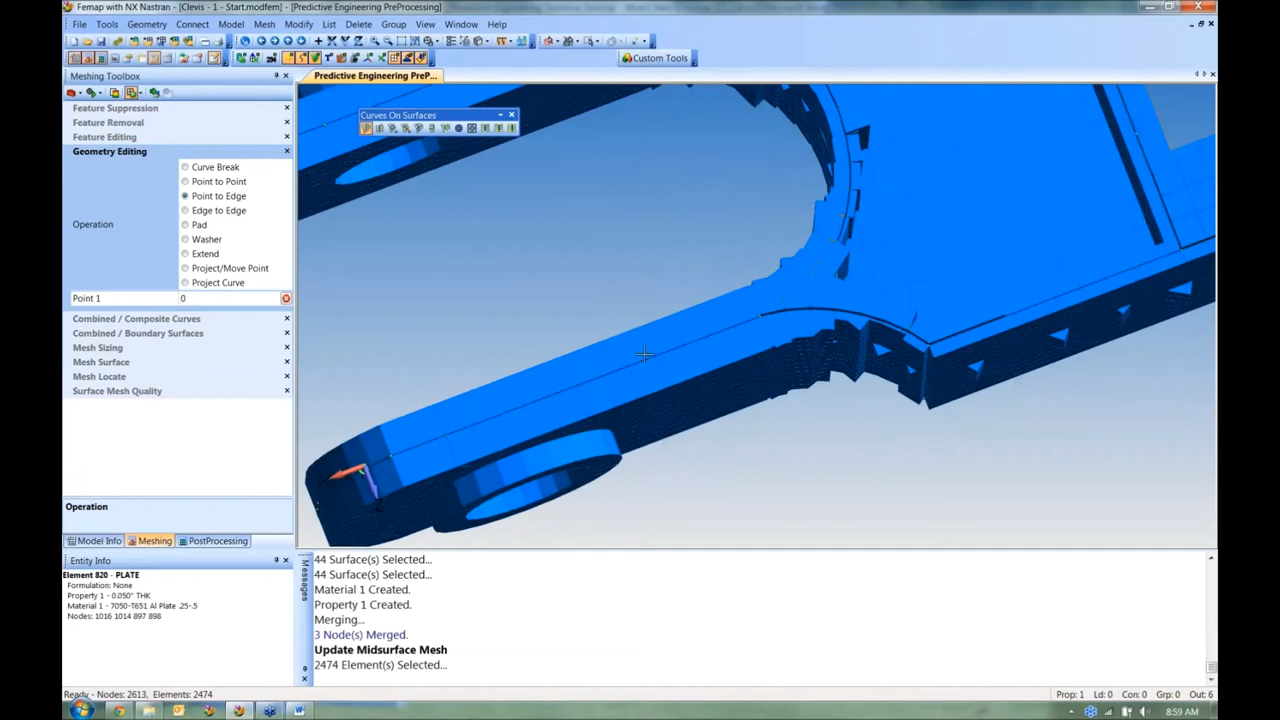 Femap with NX Nastran - [Clevis - 1 - Start.modfem] - [Predictive Engineering PreProcessing]
File Tools Geometry Connect Model Mesh Modify List Delete Group View Window Help
Custom Tools
Meshing Toolbox
Predictive Engineering PreP...
Feature Suppression
Feature Removal
Feature Editing
Geometry Editing
Operation
Curve Break
Point to Point
Point to Edge
Edge to Edge
Pad
Washer
Extend
Project/Move Point
Project Curve
Point 1 0
Combined / Composite Curves
Combined / Boundary Surfaces
Mesh Sizing
Mesh Surface
Mesh Locate
Surface Mesh Quality
Curves On Surfaces
Operation
Model Info Meshing PostProcessing
Entity Info
Element 820 - PLATE
Formulation: None
Property 1 - 0.050" THK
Material 1 - 7050-T651 Al Plate .25-.5
Nodes: 1016 1014 897 898
Messages
44 Surface(s) Selected...
44 Surface(s) Selected...
Material 1 Created.
Property 1 Created.
Merging...
3 Node(s) Merged.
Update Midsurface Mesh
2474 Element(s) Selected...
Ready - Nodes: 2613, Elements: 2474
Prop: 1 Ld: 0 Con: 0 Grp: 0 Out: 6
8:59 AM